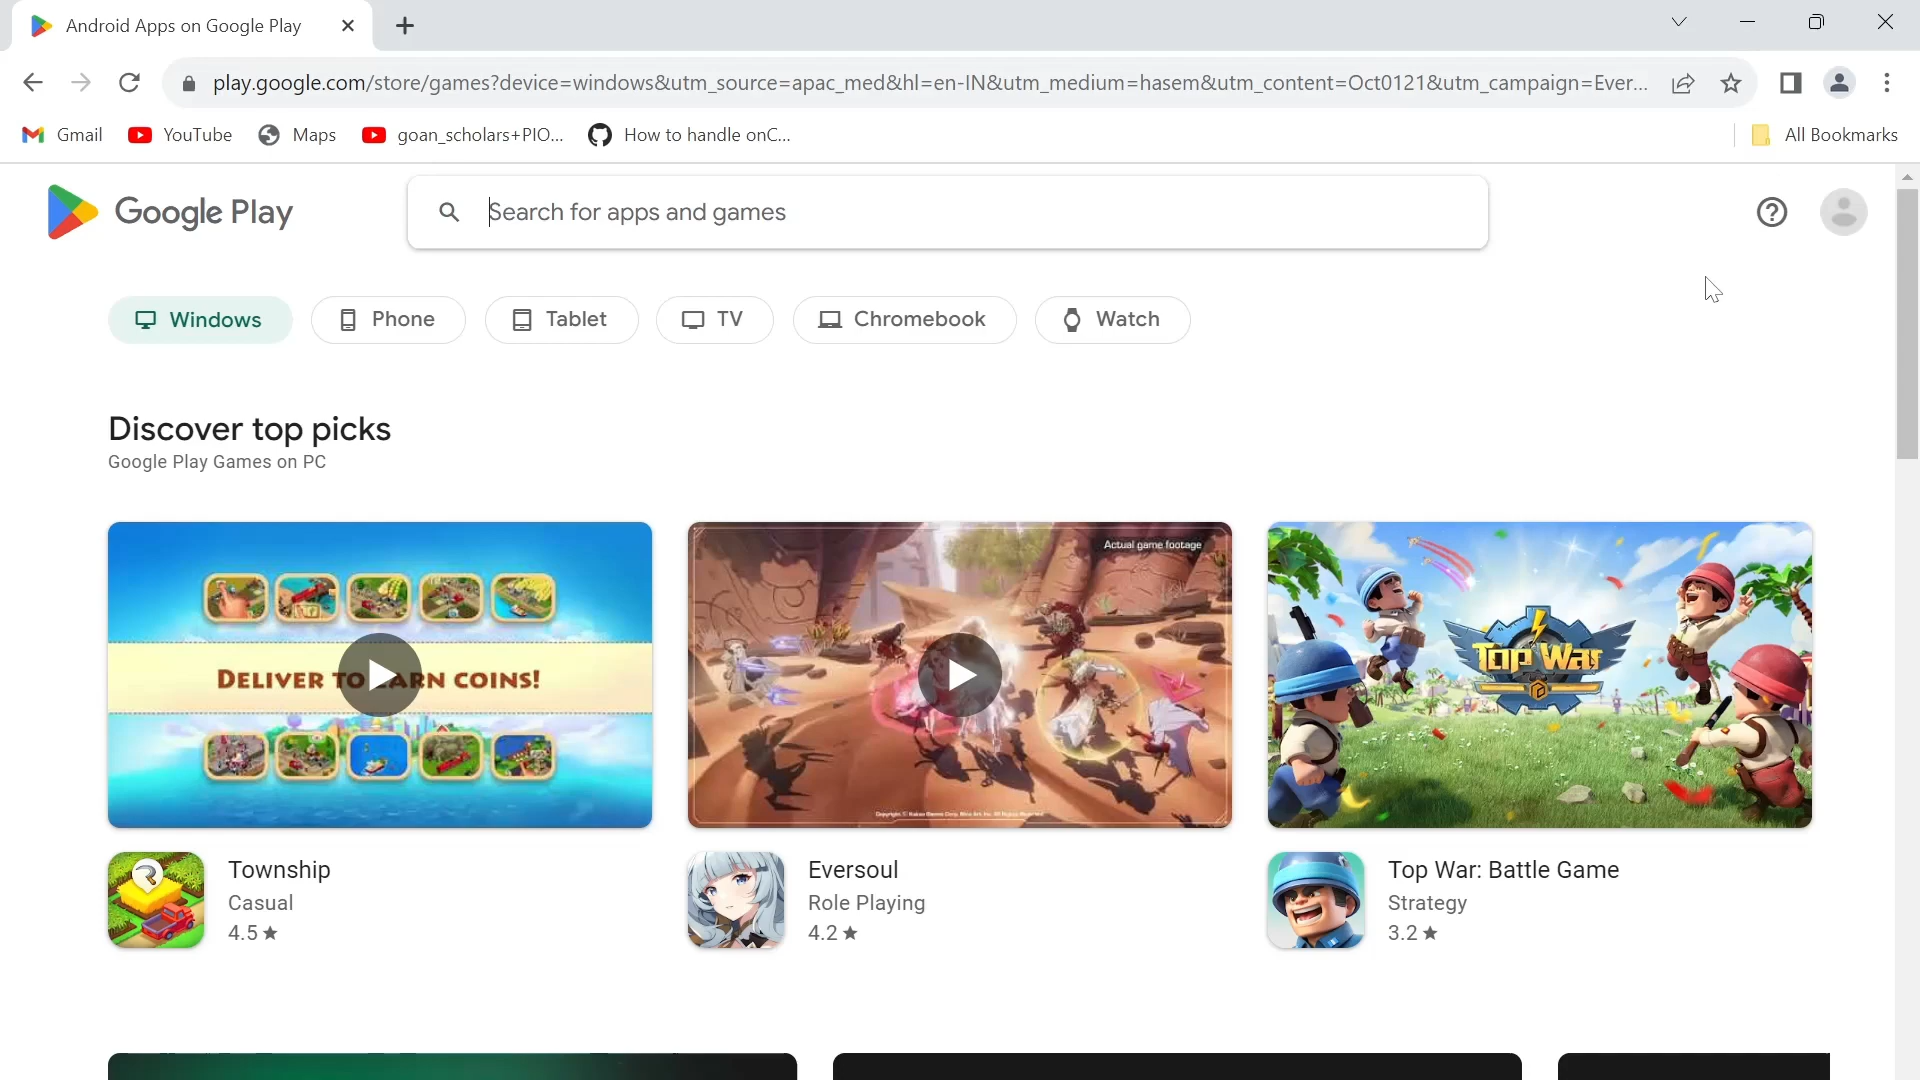 Android Apps on Google Play
play.google.com/store/games?device=windows&utm_source=apac_med&hl=en-IN&utm_medium=hasem&utm_content=Oct0121&utm_campaign=Ever...
Gmail
YouTube
Maps
goan_scholars+PIO...
How to handle onC...
All Bookmarks
Google Play
Search for apps and games
Windows
Phone
Tablet
TV
Chromebook
Watch
Discover top picks
Google Play Games on PC
DELIVER TO EARN COINS!
Actual game footage
TOP WAR
Township
Casual
4.5★
Eversoul
Role Playing
4.2★
Top War: Battle Game
Strategy
3.2★